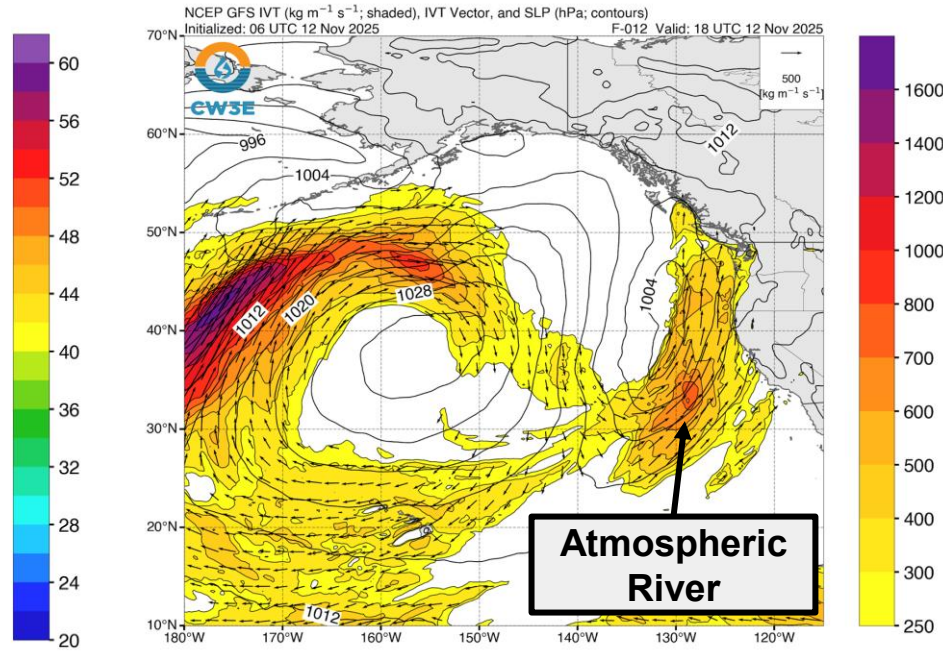 NCEP GFS IVT (kg m⁻¹ s⁻¹; shaded), IVT Vector, and SLP (hPa; contours)
Initialized: 06 UTC 12 Nov 2025 F-012 Valid: 18 UTC 12 Nov 2025
CW3E
500
[kg m⁻¹ s⁻¹]
70°N
60°N
50°N
40°N
30°N
20°N
10°N
180°W
170°W
160°W
150°W
140°W
130°W
120°W
996
1004
1012
1012
1020
1028
1004
1012
Atmospheric
River
60
56
52
48
44
40
36
32
28
24
20
1600
1400
1200
1000
800
700
600
500
400
300
250